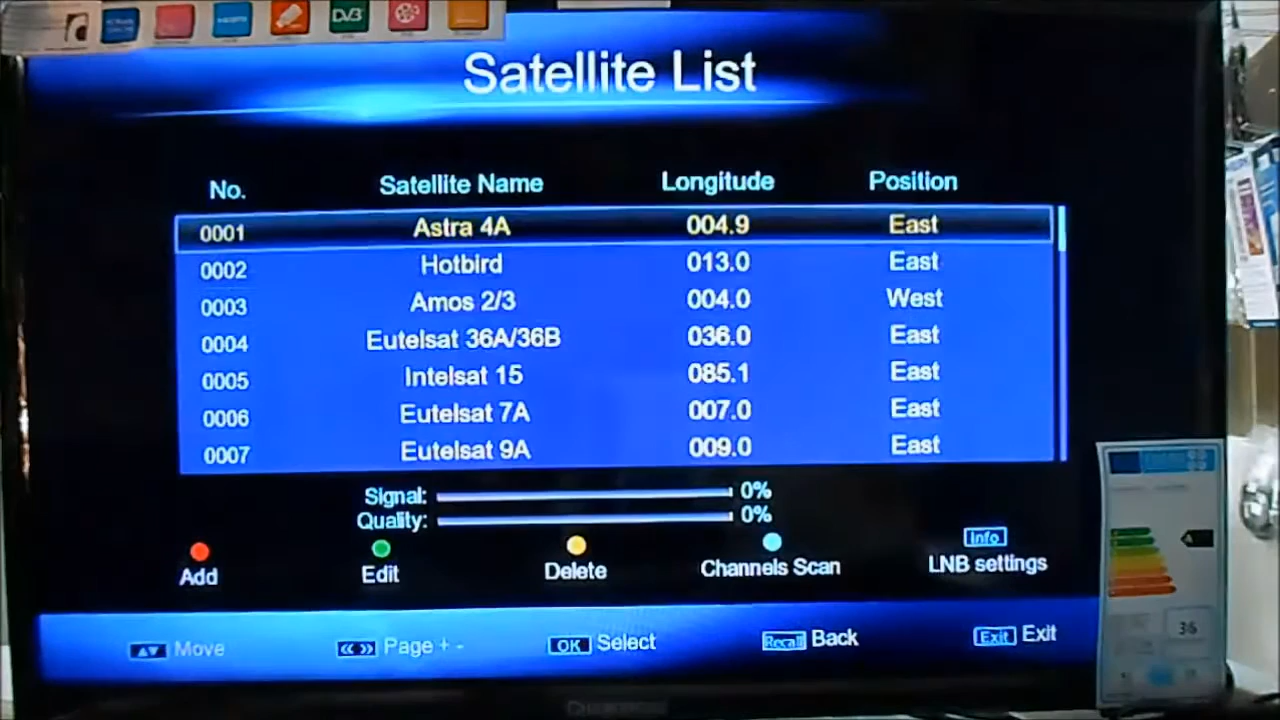 DVB
Satellite List
No. Satellite Name Longitude Position
0001 Astra 4A 004.9 East
0002 Hotbird 013.0 East
0003 Amos 2/3 004.0 West
0004 Eutelsat 36A/36B 036.0 East
0005 Intelsat 15 085.1 East
0006 Eutelsat 7A 007.0 East
0007 Eutelsat 9A 009.0 East
Signal: 0%
Quality: 0%
Add Edit Delete Channels Scan Info LNB settings
Move Page + - OK Select Recall Back Exit Exit
A
36